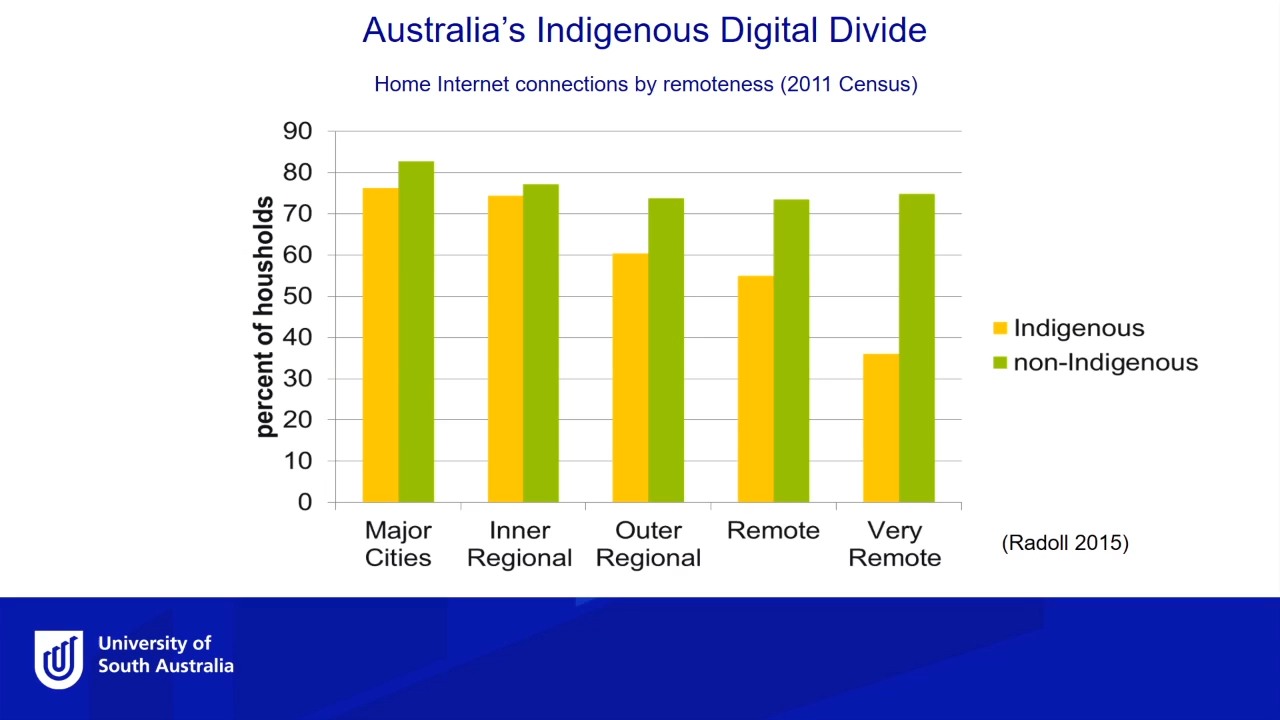 Australia’s Indigenous Digital Divide
Home Internet connections by remoteness (2011 Census)
percent of housholds
90
80
70
60
50
40
30
20
10
0
Major Cities
Inner Regional
Outer Regional
Remote
Very Remote
Indigenous
non-Indigenous
(Radoll 2015)
University of
South Australia